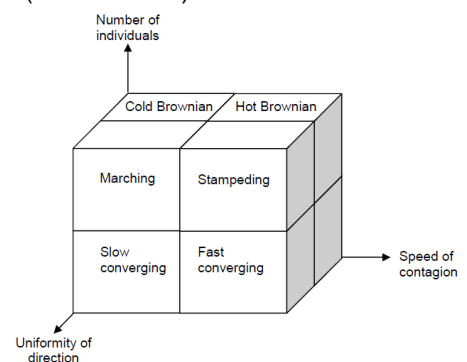 Number of
individuals
Cold Brownian
Hot Brownian
Marching
Stampeding
Slow
converging
Fast
converging
Speed of
contagion
Uniformity of
direction